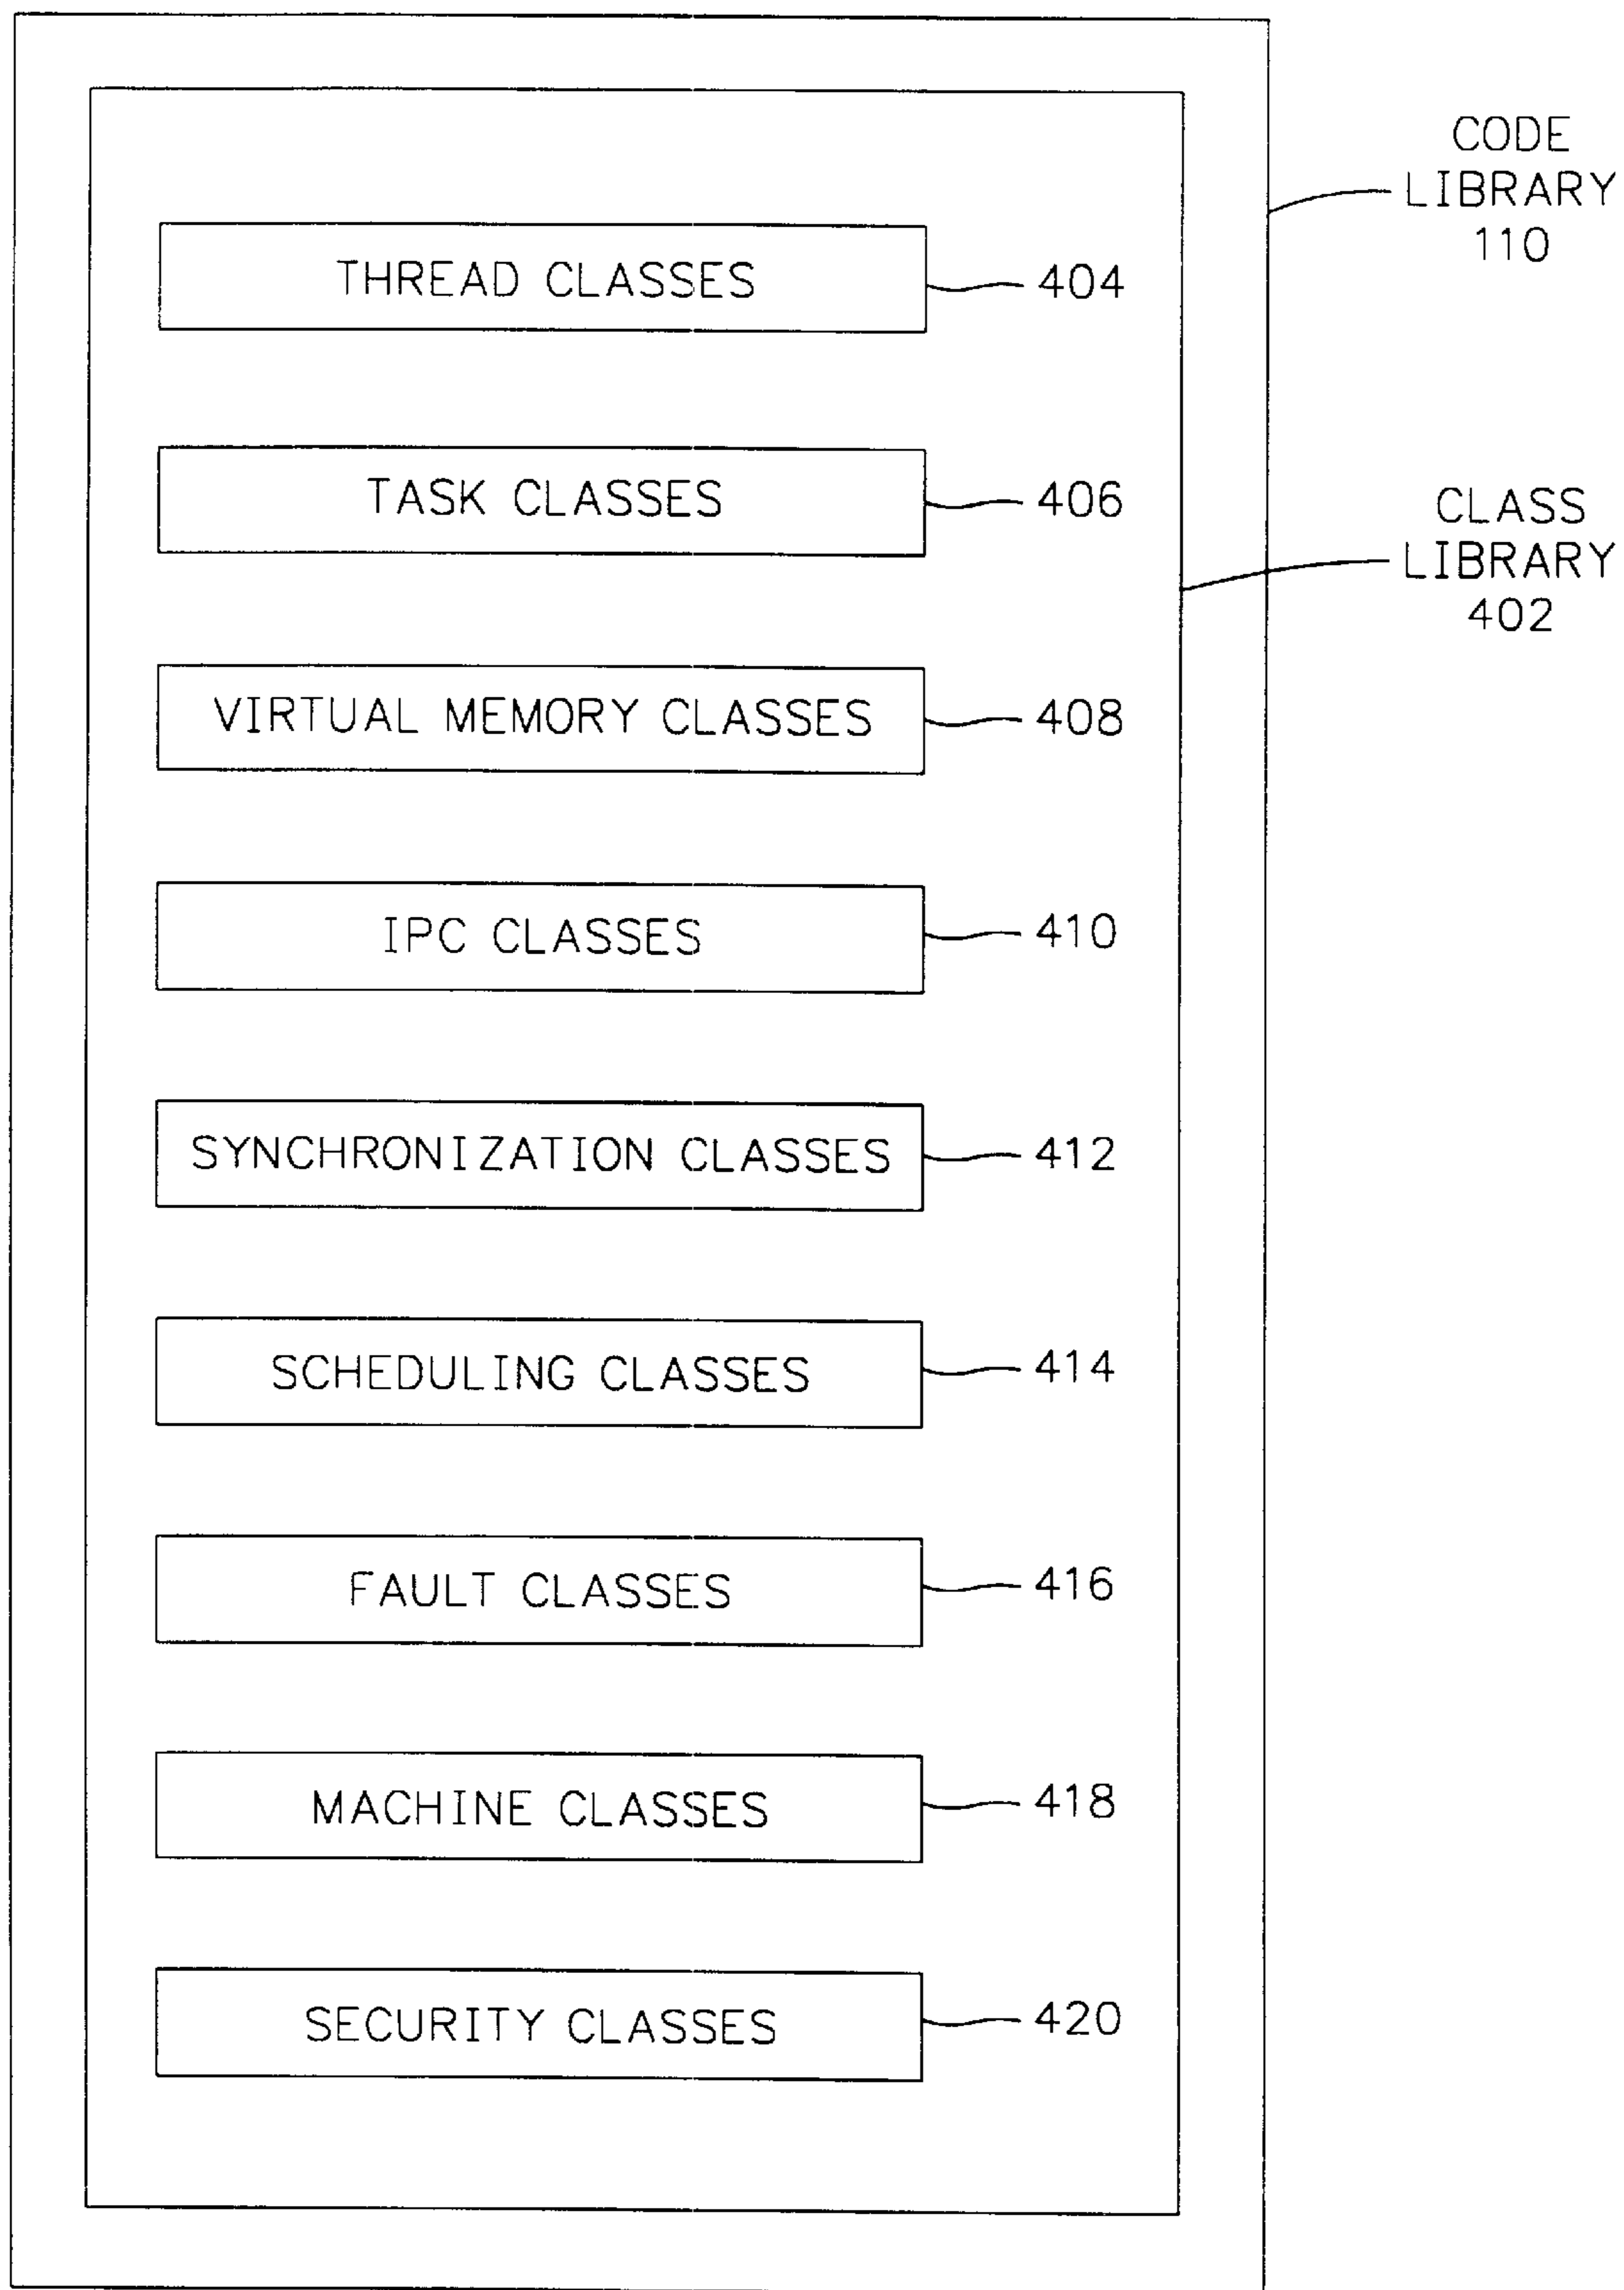 CODE
LIBRARY
110
THREAD CLASSES
404
TASK CLASSES
406
CLASS
LIBRARY
402
VIRTUAL MEMORY CLASSES
408
IPC CLASSES
410
SYNCHRONIZATION CLASSES
412
SCHEDULING CLASSES
414
FAULT CLASSES
416
MACHINE CLASSES
418
SECURITY CLASSES
420